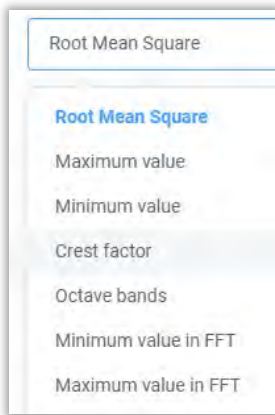 Root Mean Square
Root Mean Square
Maximum value
Minimum value
Crest factor
Octave bands
Minimum value in FFT
Maximum value in FFT